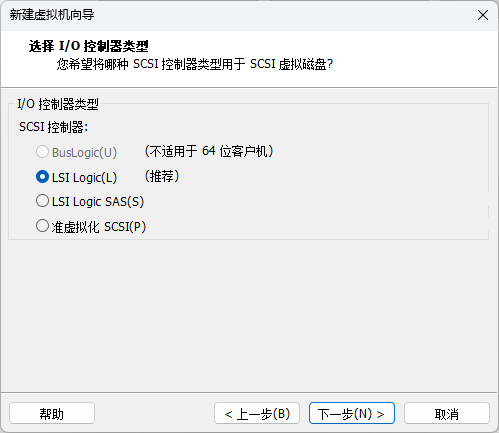 新建虚拟机向导
选择 I/O 控制器类型
您希望将哪种 SCSI 控制器类型用于 SCSI 虚拟磁盘?
I/O 控制器类型
SCSI 控制器:
BusLogic(U) （不适用于 64 位客户机）
LSI Logic(L) （推荐）
LSI Logic SAS(S)
准虚拟化 SCSI(P)
帮助 < 上一步(B) 下一步(N) > 取消